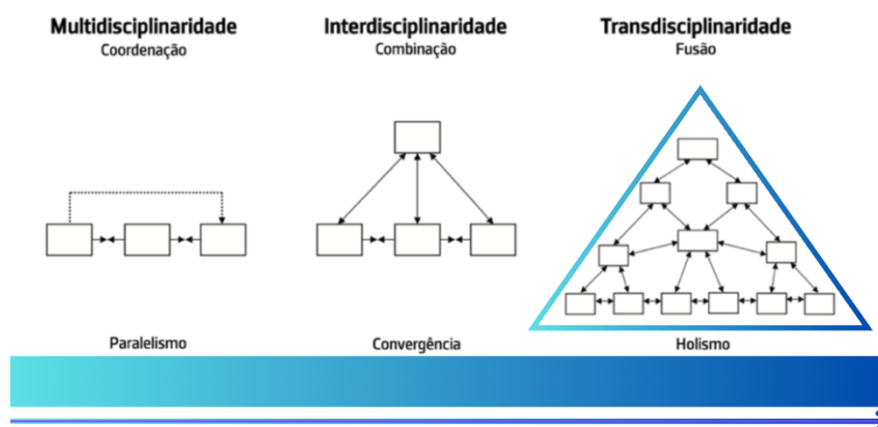 Multidisciplinaridade
Coordenação
Interdisciplinaridade
Combinação
Transdisciplinaridade
Fusão
Paralelismo
Convergência
Holismo